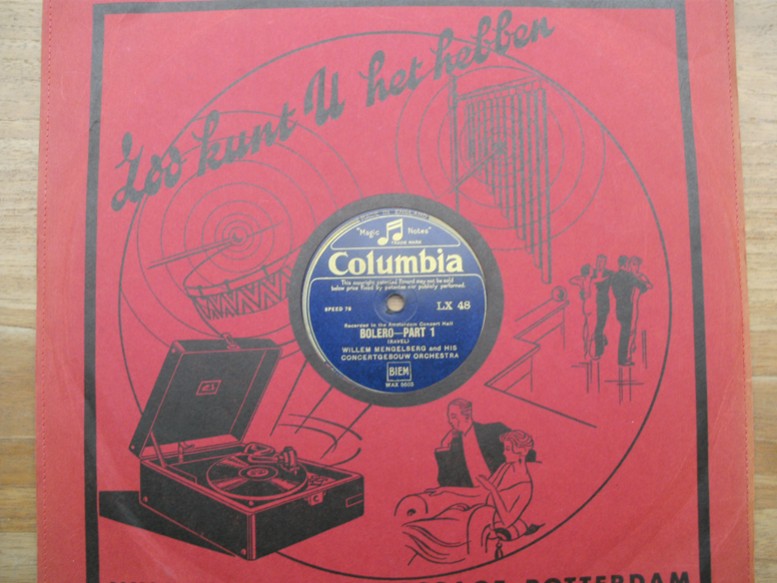 Zoo kunt U het hebben
"Magic Notes"
TRADE MARK
Columbia
This copyright patented Record may not be sold
below price fixed by patentee nor publicly performed.
SPEED 78
LX 48
Recorded in the Amsterdam Concert Hall
BOLERO—PART 1
(RAVEL)
WILLEM MENGELBERG and HIS
CONCERTGEBOUW ORCHESTRA
BIEM
ROTTERDAM